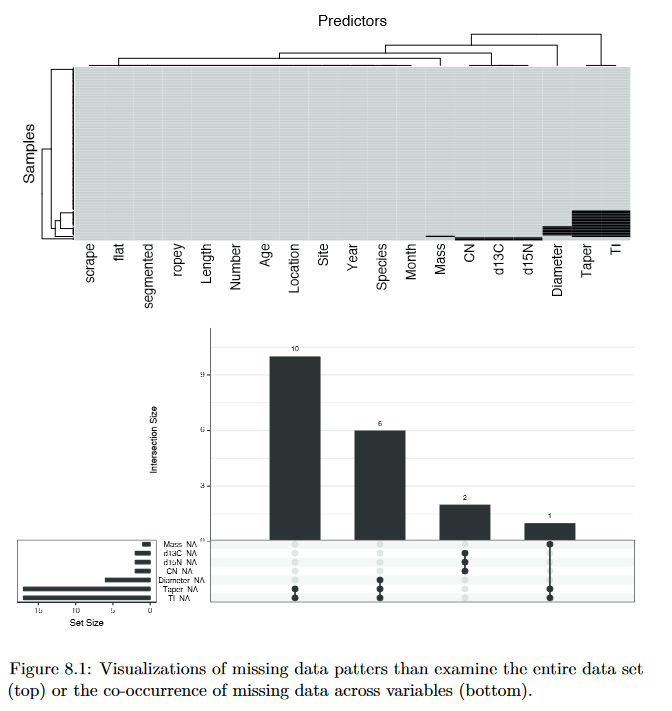 Predictors
Samples
scrape
flat
segmented
ropey
Length
Number
Age
Location
Site
Year
Species
Month
Mass
CN
d13C
d15N
Diameter
Taper
TI
10
9
6
6
Intersection Size
3
2
1
0
Mass_NA
d13C_NA
d15N_NA
CN_NA
Diameter_NA
Taper_NA
TI_NA
15 10 5 0
Set Size
Figure 8.1: Visualizations of missing data patters than examine the entire data set
(top) or the co-occurrence of missing data across variables (bottom).